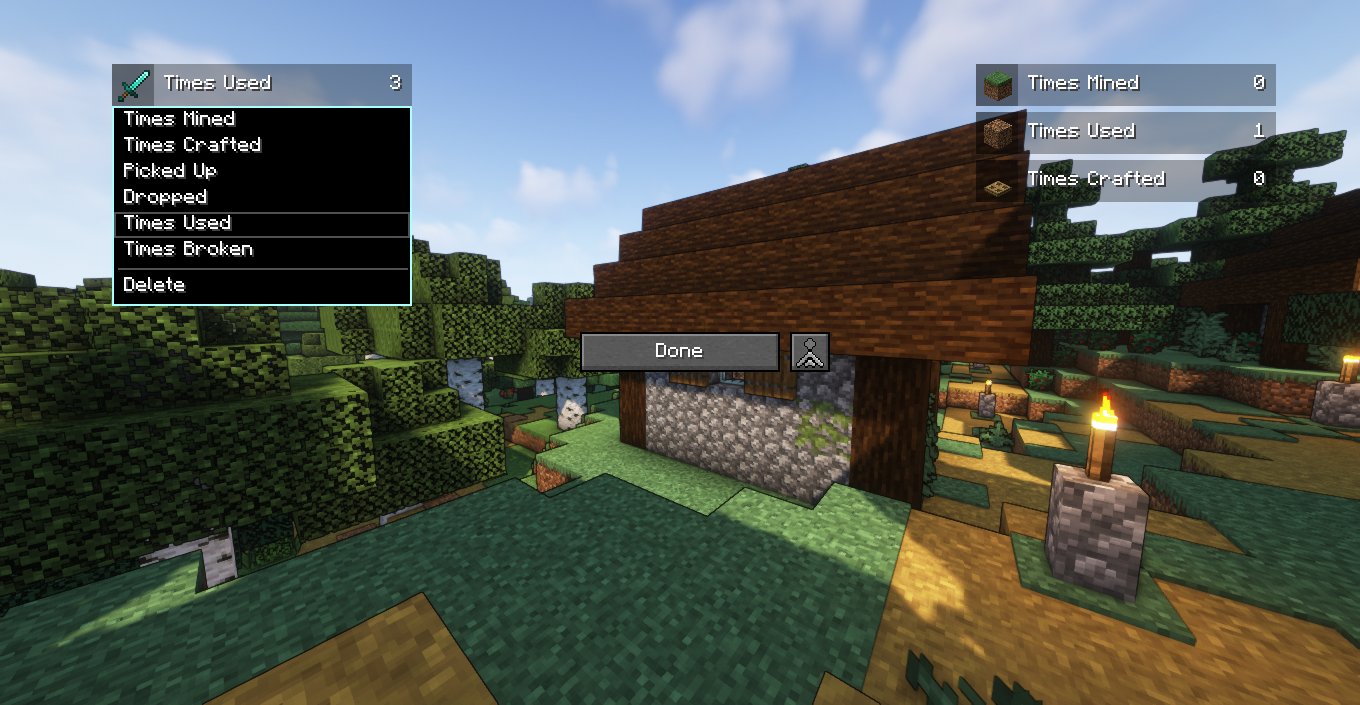 Times Used 3
Times Mined
Times Crafted
Picked Up
Dropped
Times Used
Times Broken
Delete
Times Mined 0
Times Used 1
Times Crafted 0
Done